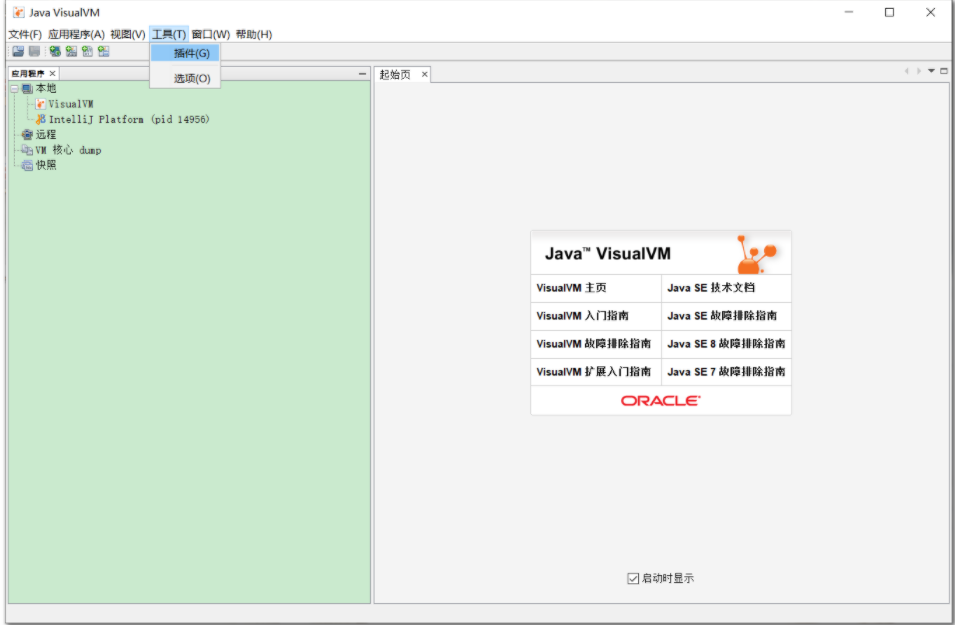 Java VisualVM
文件(F) 应用程序(A) 视图(V) 工具(T) 窗口(W) 帮助(H)
插件(G)
选项(O)
应用程序
起始页
本地
VisualVM
IntelliJ Platform (pid 14956)
远程
VM 核心 dump
快照
Java™ VisualVM
VisualVM 主页 Java SE 技术文档
VisualVM 入门指南 Java SE 故障排除指南
VisualVM 故障排除指南 Java SE 8 故障排除指南
VisualVM 扩展入门指南 Java SE 7 故障排除指南
ORACLE
启动时显示